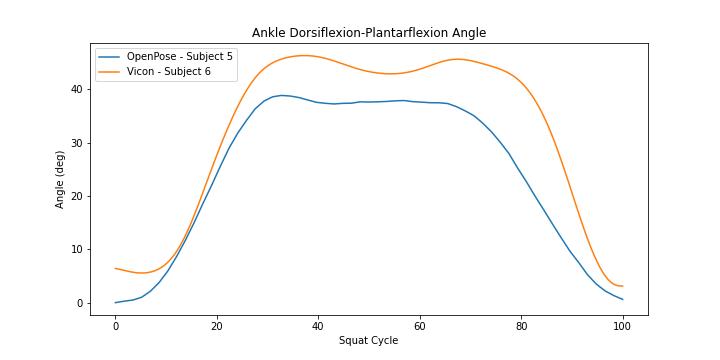 Ankle Dorsiflexion-Plantarflexion Angle
OpenPose - Subject 5
Vicon - Subject 6
Angle (deg)
40
30
20
10
0
0 20 40 60 80 100
Squat Cycle